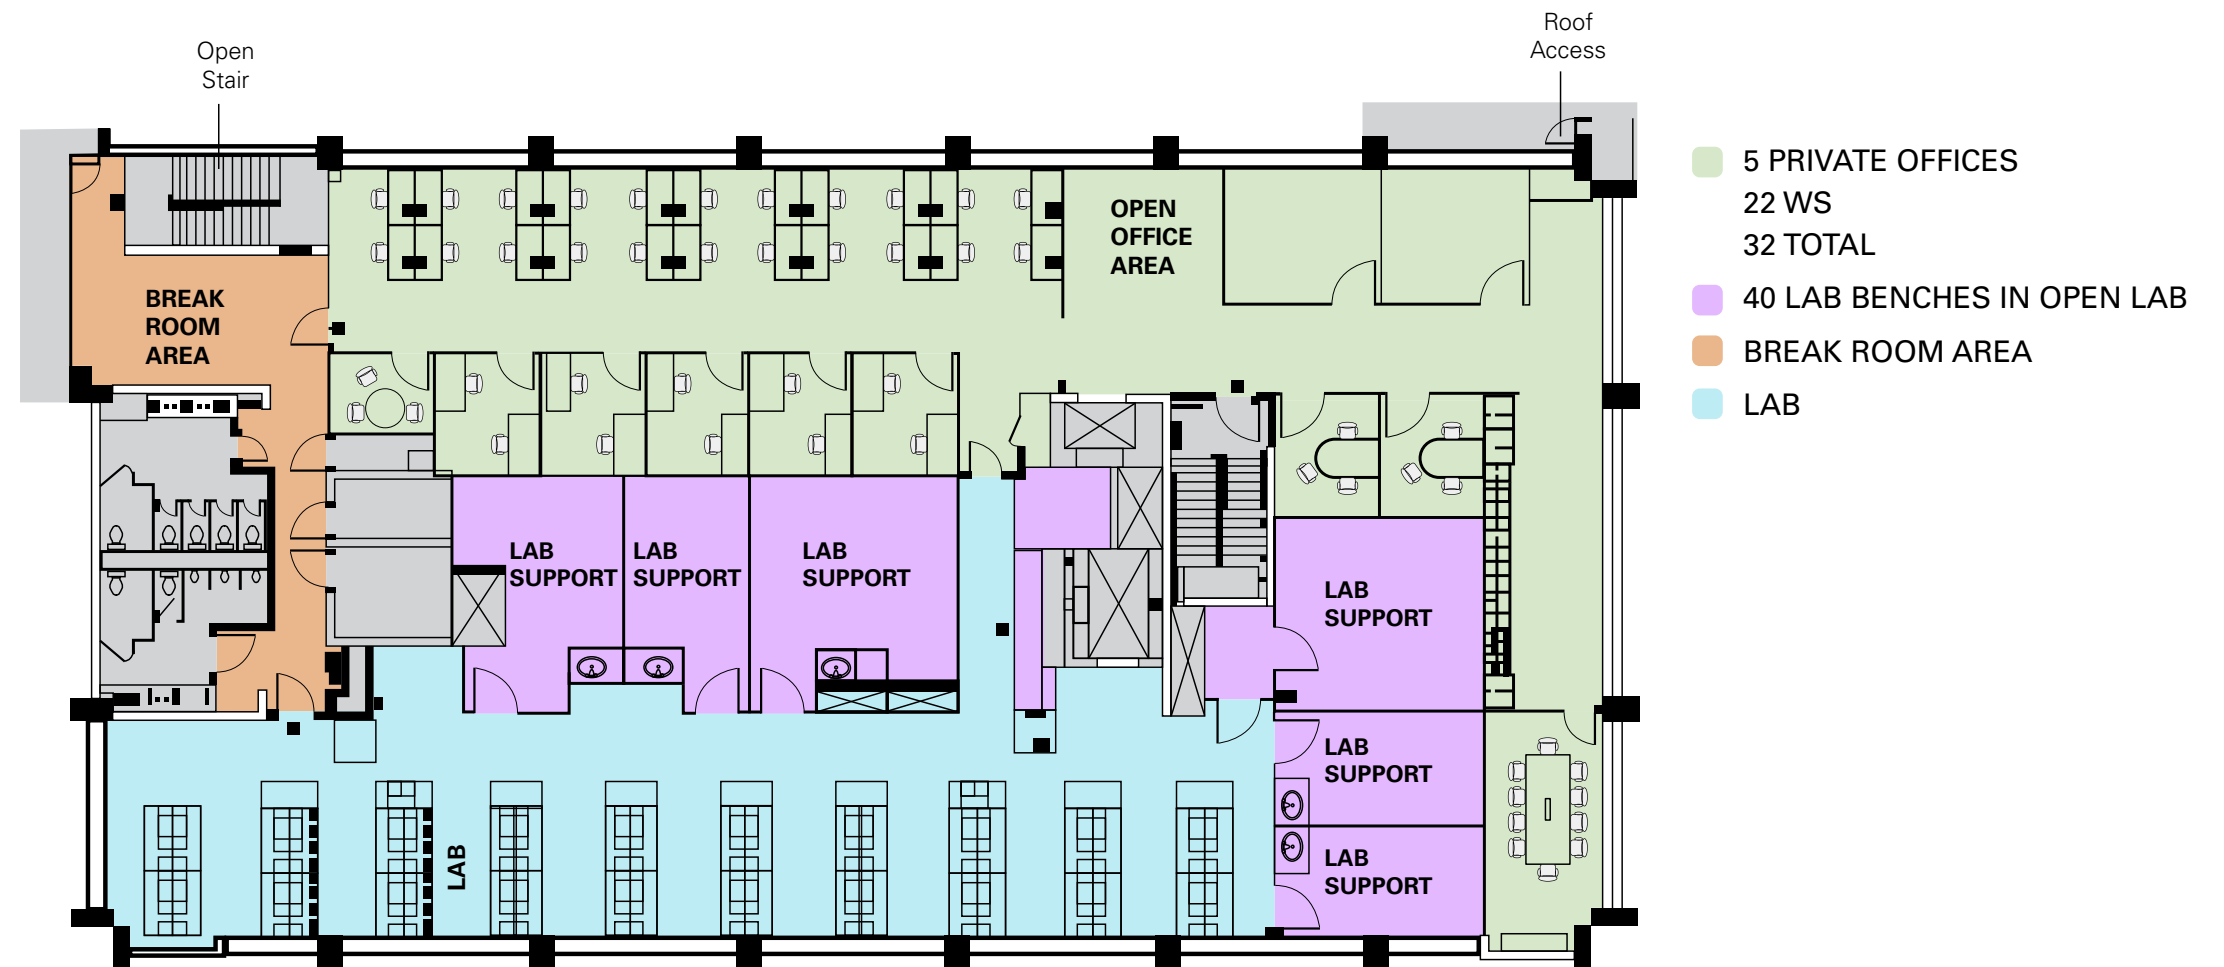 Open
Stair
Roof
Access
OPEN
OFFICE
AREA
BREAK
ROOM
AREA
LAB
SUPPORT
LAB
SUPPORT
LAB
SUPPORT
LAB
SUPPORT
LAB
SUPPORT
LAB
SUPPORT
LAB
5 PRIVATE OFFICES
22 WS
32 TOTAL
40 LAB BENCHES IN OPEN LAB
BREAK ROOM AREA
LAB